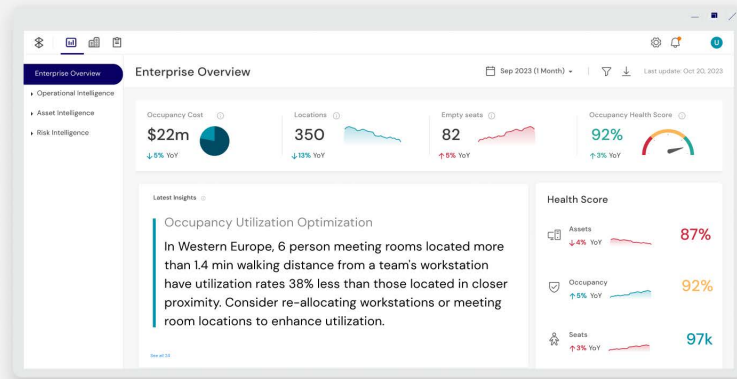 U
Enterprise Overview
Operational Intelligence
Asset Intelligence
Risk Intelligence
Enterprise Overview
Sep 2023 (1 Month)
Last update: Oct 20, 2023
Occupancy Cost
$22m
↓5% YoY
Locations
350
↓13% YoY
Empty seats
82
↑5% YoY
Occupancy Health Score
92%
↑3% YoY
Latest Insights
Occupancy Utilization Optimization
In Western Europe, 6 person meeting rooms located more
than 1.4 min walking distance from a team's workstation
have utilization rates 38% less than those located in closer
proximity. Consider re-allocating workstations or meeting
room locations to enhance utilization.
Health Score
Assets
↓4% YoY
87%
Occupancy
↑5% YoY
92%
Seats
↑3% YoY
97k